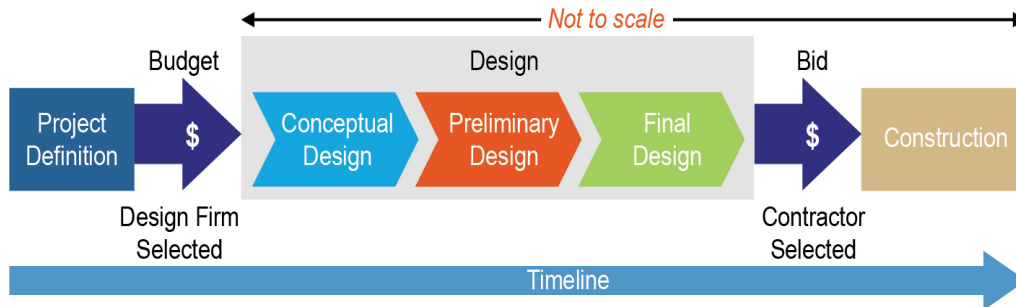 Not to scale
Budget
Design
Bid
Project
Definition
$
Conceptual
Design
Preliminary
Design
Final
Design
$
Construction
Design Firm
Selected
Contractor
Selected
Timeline